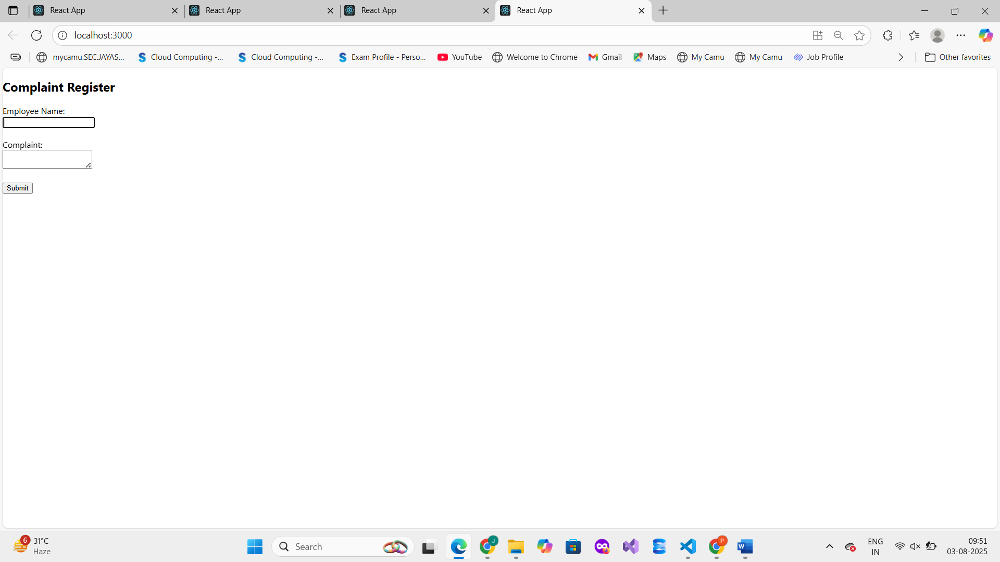 React App
React App
React App
React App
localhost:3000
mycamu.SEC.JAYAS...
Cloud Computing -...
Cloud Computing -...
Exam Profile - Perso...
YouTube
Welcome to Chrome
Gmail
Maps
My Camu
My Camu
Job Profile
Other favorites
Complaint Register
Employee Name:
Complaint:
Submit
6
31°C
Haze
Search
J
P
ENG
IN
09:51
03-08-2025